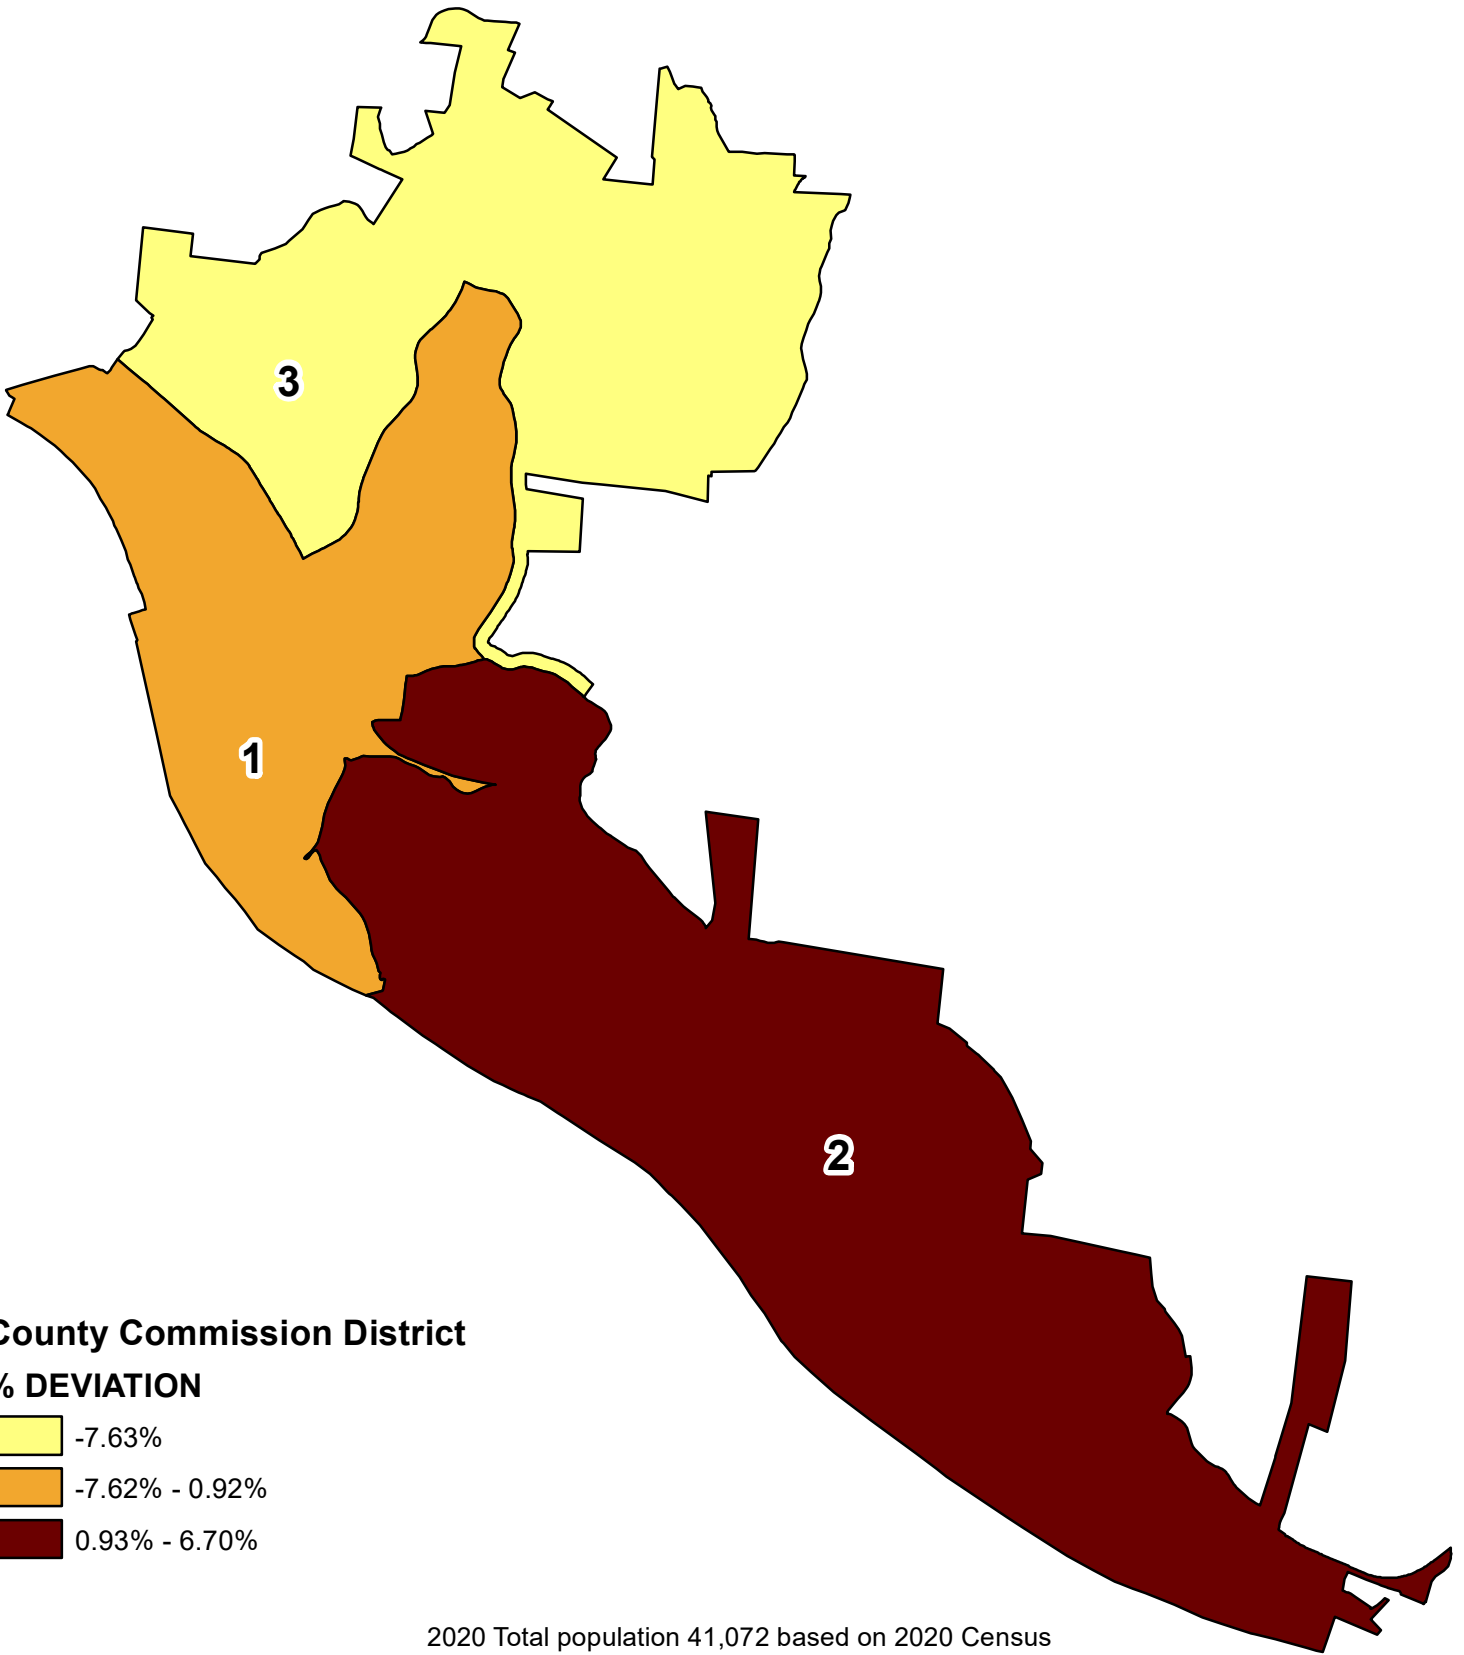 3
1
2
County Commission District
% DEVIATION
-7.63%
-7.62% - 0.92%
0.93% - 6.70%
2020 Total population 41,072 based on 2020 Census